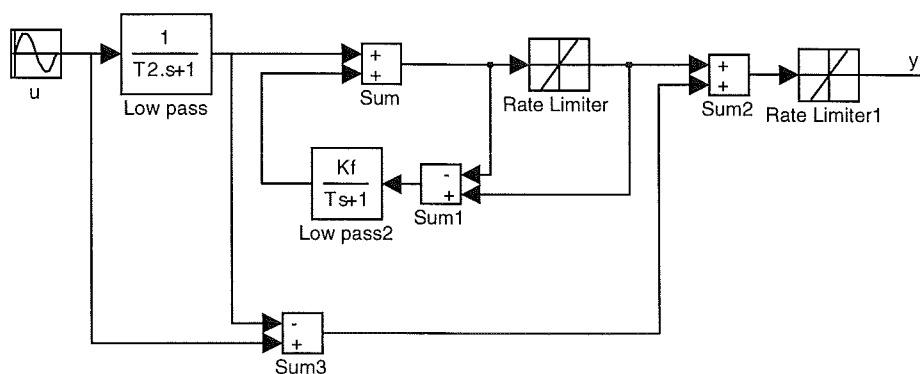 u
1
T2.s+1
Low pass
+
+
Sum
Rate Limiter
+
+
Sum2
y
Rate Limiter1
Kf
Ts+1
Low pass2
-
+
Sum1
-
+
Sum3